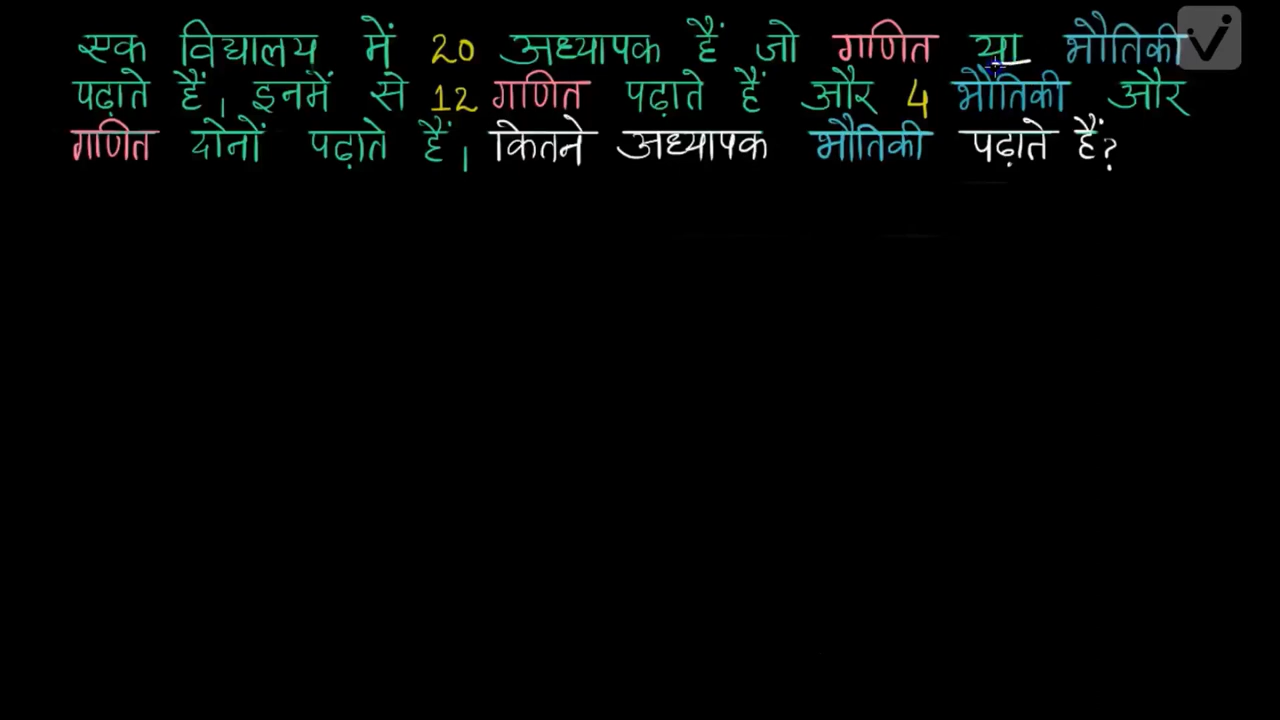 एक विद्यालय में 20 अध्यापक हैं जो गणित या भौतिकी
पढ़ाते हैं। इनमें से 12 गणित पढ़ाते हैं और 4 भौतिकी और
गणित दोनों पढ़ाते हैं। कितने अध्यापक भौतिकी पढ़ाते हैं?